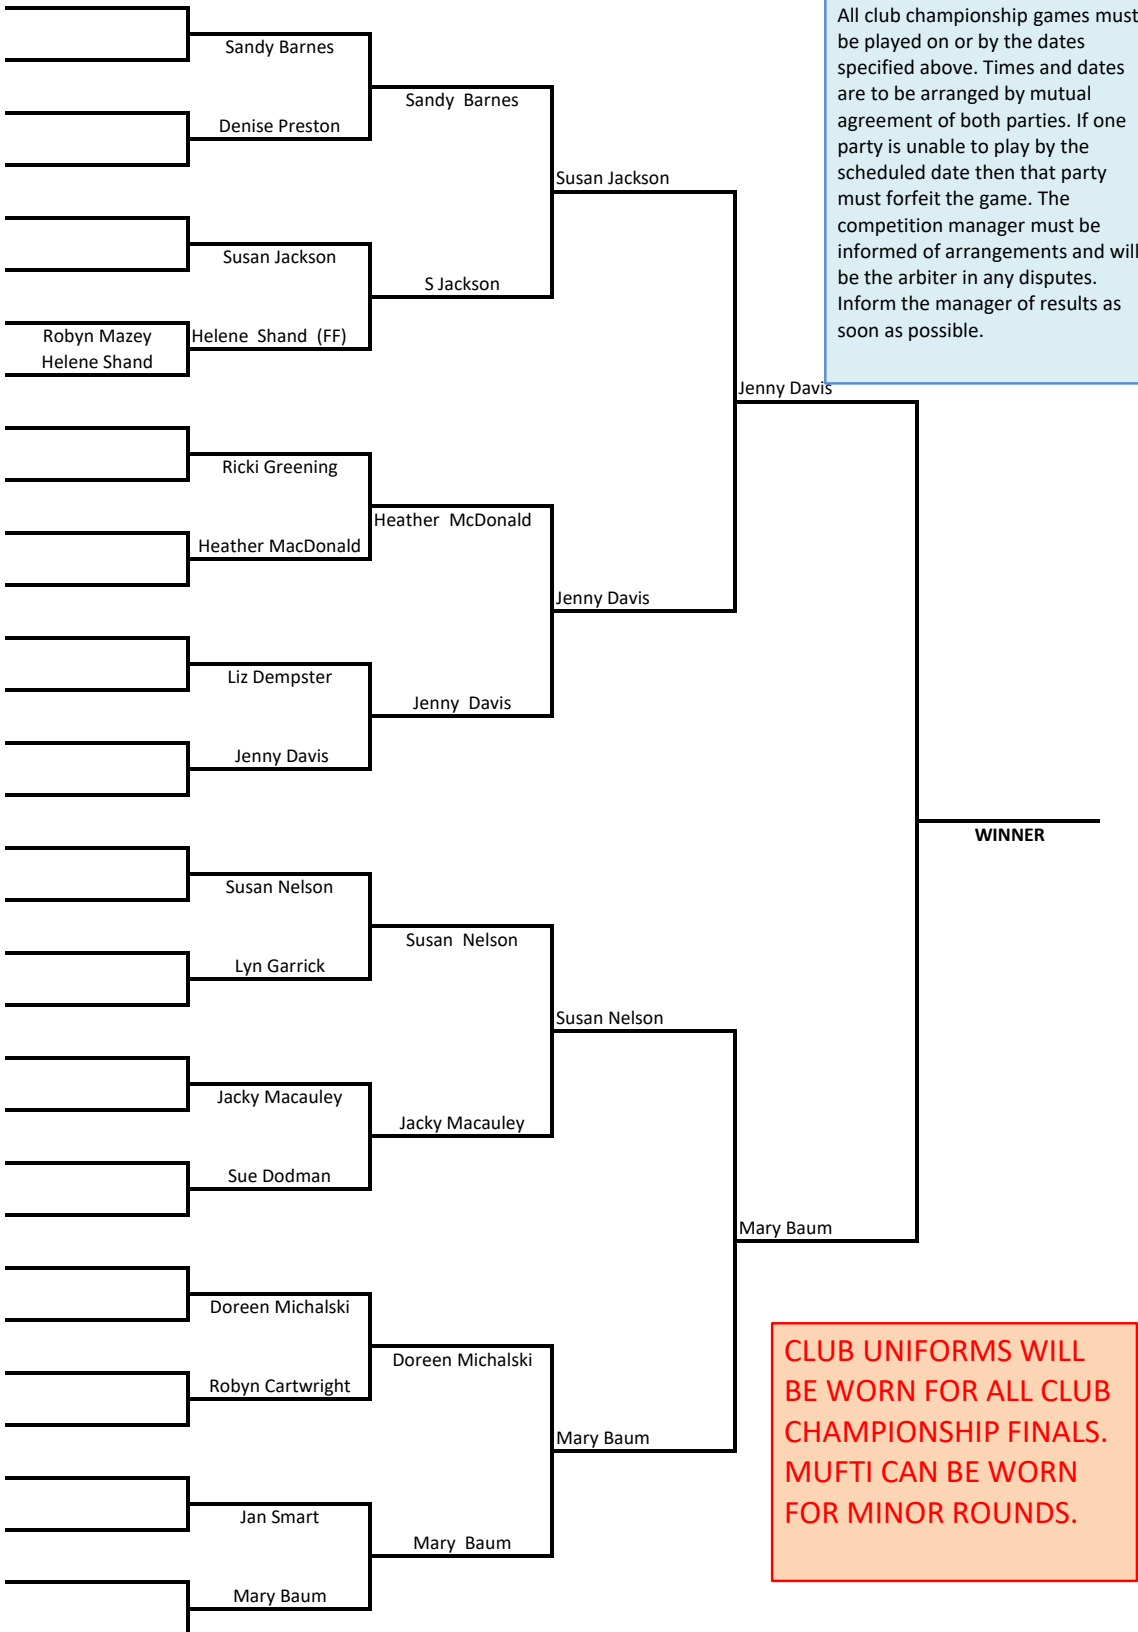 All club championship games must
be played on or by the dates
specified above. Times and dates
are to be arranged by mutual
agreement of both parties. If one
party is unable to play by the
scheduled date then that party
must forfeit the game. The
competition manager must be
informed of arrangements and will
be the arbiter in any disputes.
Inform the manager of results as
soon as possible.
Sandy Barnes
Sandy  Barnes
Denise Preston
Susan Jackson
Susan Jackson
S Jackson
Robyn Mazey
Helene Shand
Helene  Shand  (FF)
Jenny Davis
Ricki Greening
Heather  McDonald
Heather MacDonald
Jenny Davis
Liz Dempster
Jenny  Davis
Jenny Davis
WINNER
Susan Nelson
Susan  Nelson
Lyn Garrick
Susan Nelson
Jacky Macauley
Jacky Macauley
Sue Dodman
Mary Baum
Doreen Michalski
Doreen Michalski
Robyn Cartwright
Mary Baum
Jan Smart
Mary  Baum
Mary Baum
CLUB UNIFORMS WILL
BE WORN FOR ALL CLUB
CHAMPIONSHIP FINALS.
MUFTI CAN BE WORN
FOR MINOR ROUNDS.